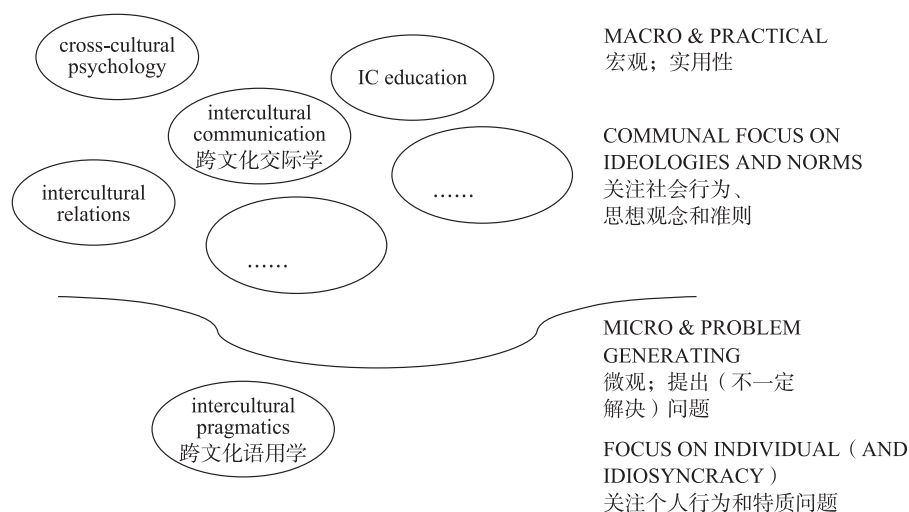 cross-cultural
psychology
IC education
intercultural
communication
跨文化交际学
intercultural
relations
……
……
MACRO & PRACTICAL
宏观；实用性
COMMUNAL FOCUS ON
IDEOLOGIES AND NORMS
关注社会行为、
思想观念和准则
intercultural
pragmatics
跨文化语用学
MICRO & PROBLEM
GENERATING
微观；提出（不一定
解决）问题
FOCUS ON INDIVIDUAL（AND
IDIOSYNCRACY）
关注个人行为和特质问题